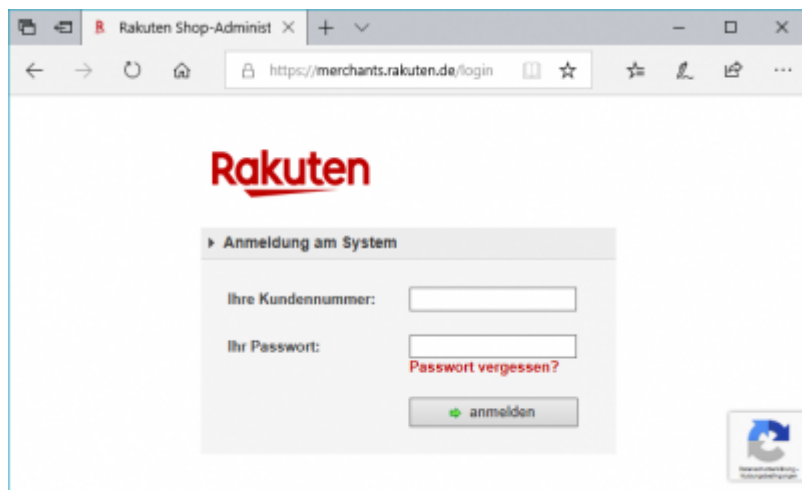 Rakuten Shop-Administ
https://merchants.rakuten.de/login
Rakuten
Anmeldung am System
Ihre Kundennummer:
Ihr Passwort:
Passwort vergessen?
anmelden